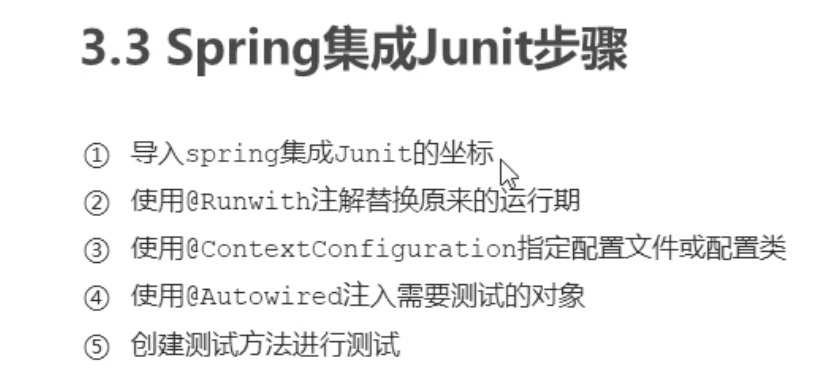 3.3 Spring集成Junit步骤
① 导入spring集成Junit的坐标
② 使用@Runwith注解替换原来的运行期
③ 使用@ContextConfiguration指定配置文件或配置类
④ 使用@Autowired注入需要测试的对象
⑤ 创建测试方法进行测试